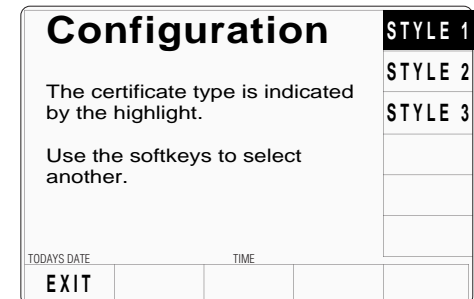 Configuration
STYLE 1
STYLE 2
The certificate type is indicated
by the highlight.
STYLE 3
Use the softkeys to select
another.
TODAYS DATE TIME
EXIT